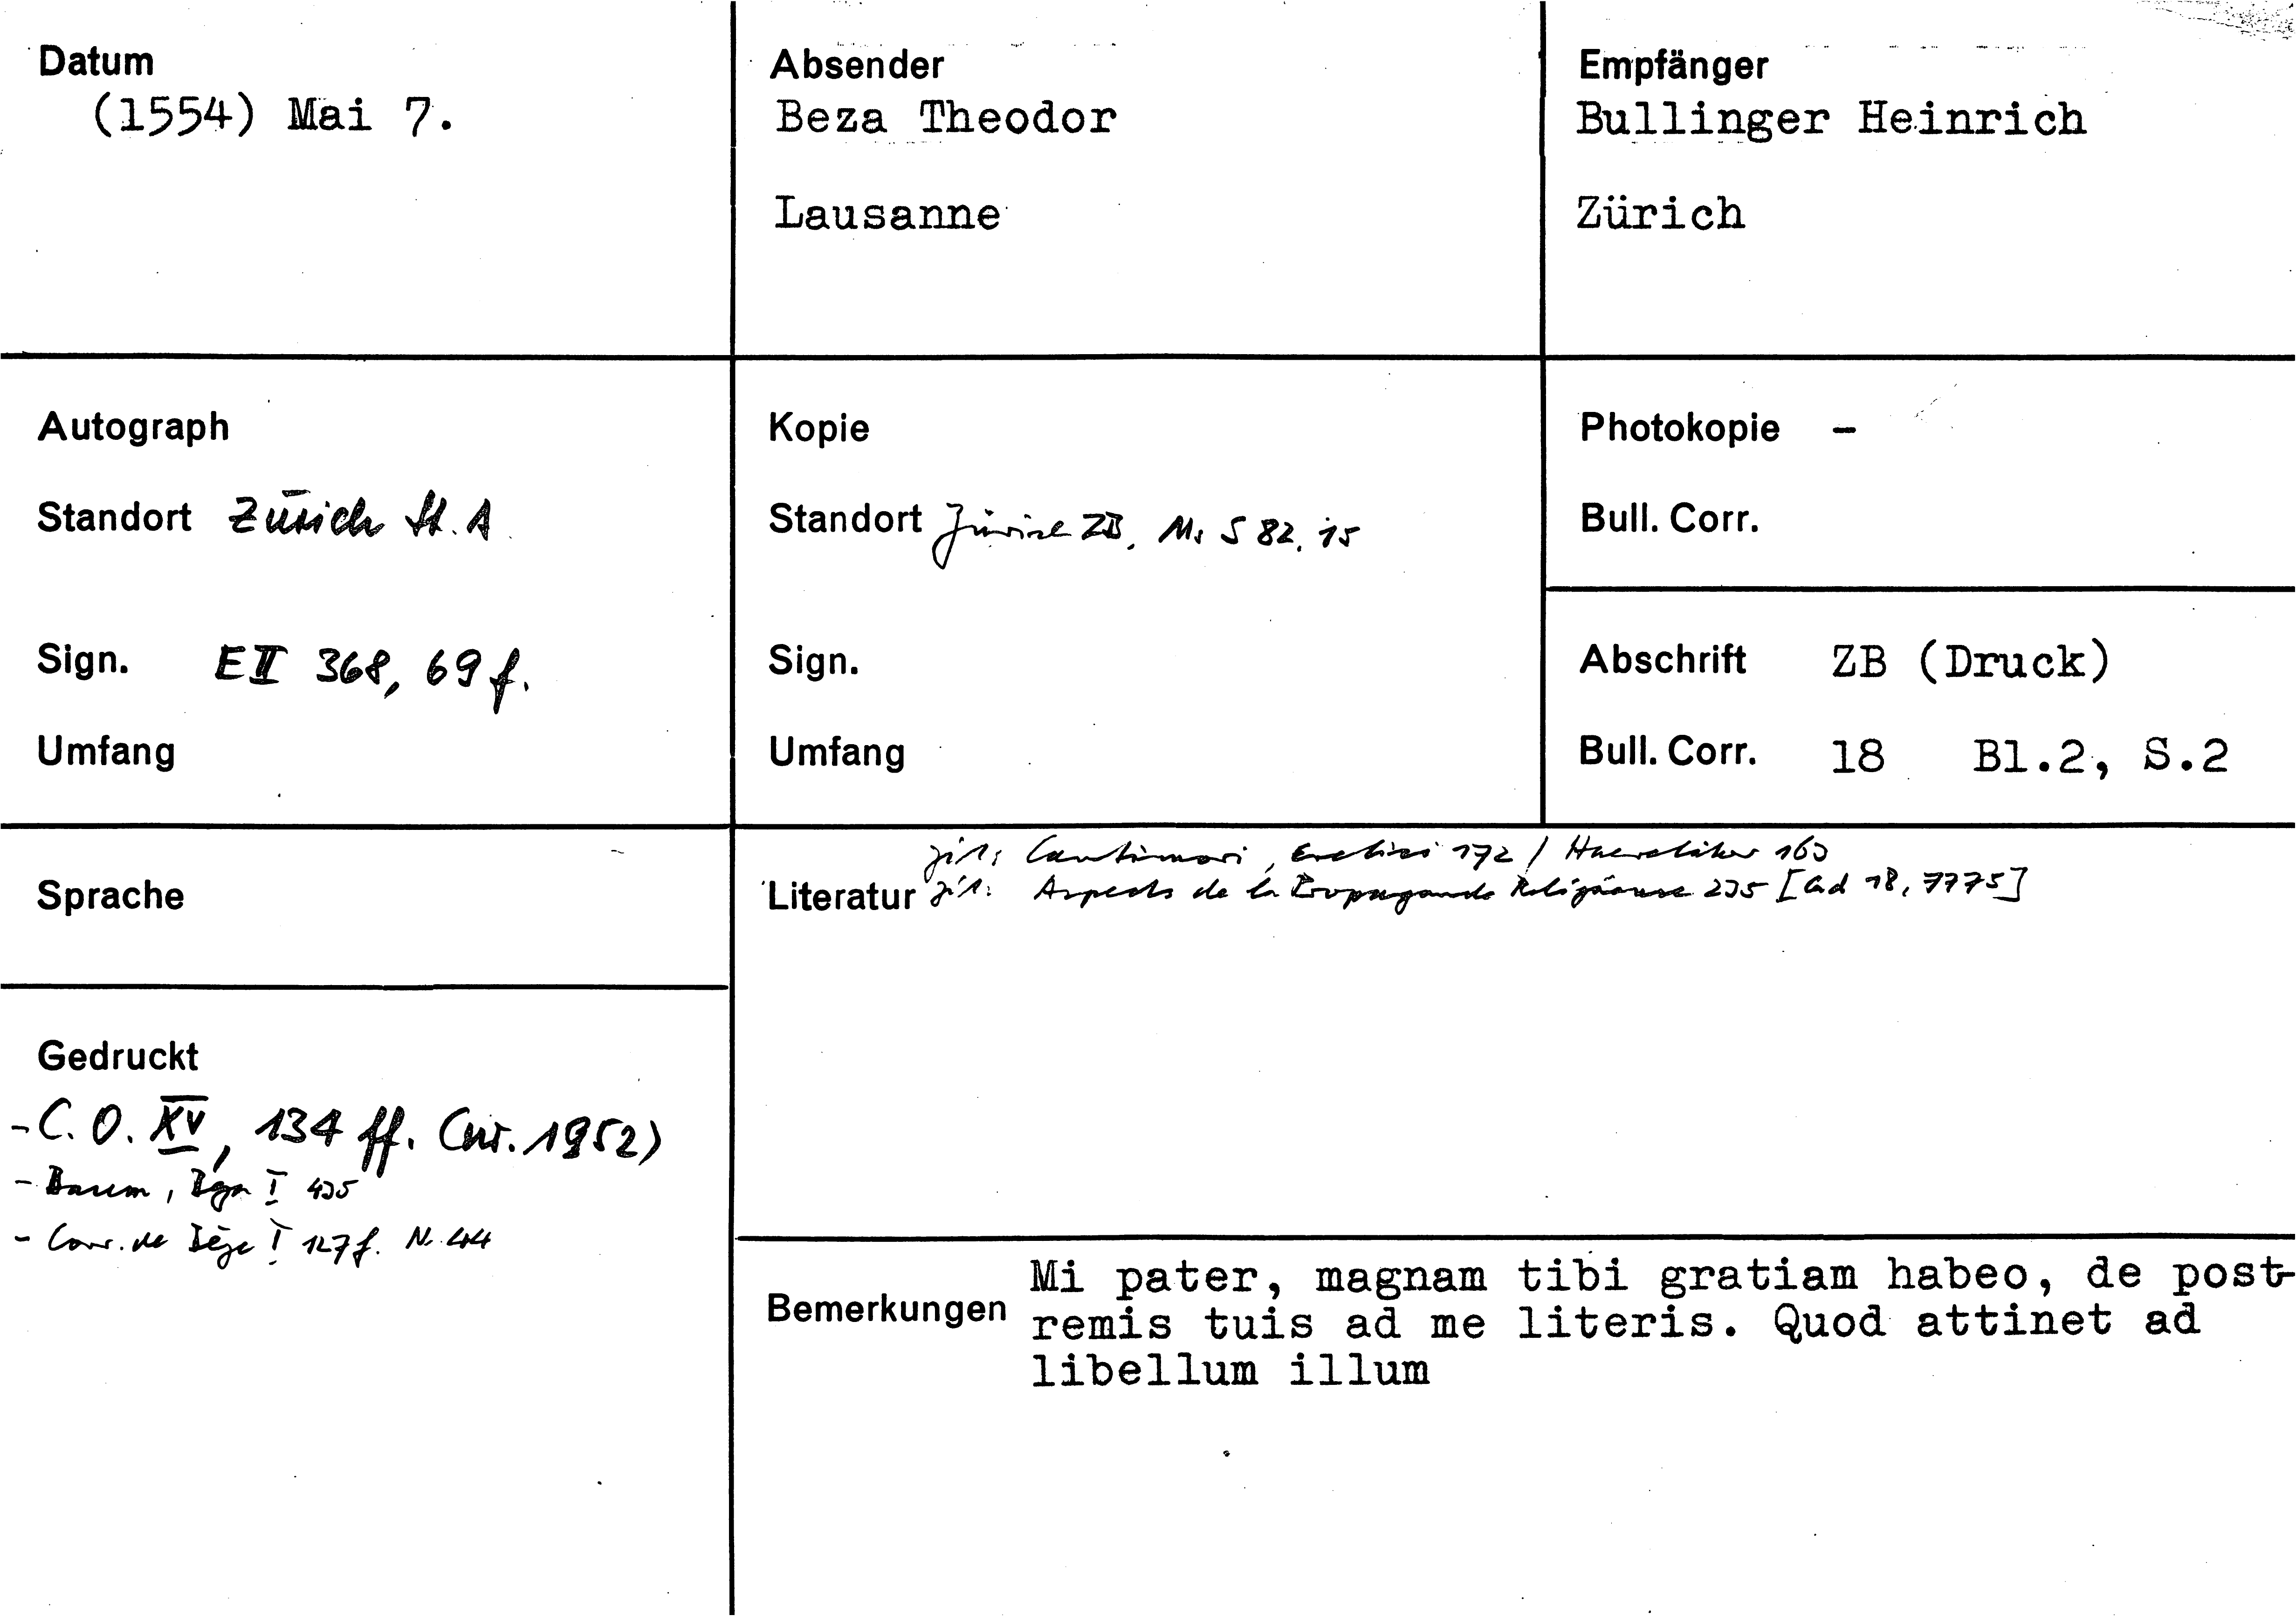 Datum
(1554) Mai 7.
Absender
Beza Theodor
Lausanne
Empfänger
Bullinger Heinrich
Zürich
Autograph
Standort Zürich St. A
Sign. E II 368, 69 f.
Umfang
Kopie
Standort Zürich ZB, Ms S 82, 15
Sign.
Umfang
Photokopie -
Bull. Corr.
Abschrift ZB (Druck)
Bull. Corr. 18 Bl.2, S.2
Sprache
zit: Cantimori, Eretici 172 / Haeretiker 163
Literatur zit: Aspects de la Propagande Religieuse 235 [ad 18, 7775]
Gedruckt
- C. O. XV, 134 ff. (nr. 1952)
- Baum, Beza I 435
- Corr. de Bèze I 127 f. N. 44
Mi pater, magnam tibi gratiam habeo, de post-
Bemerkungen remis tuis ad me literis. Quod attinet ad
libellum illum